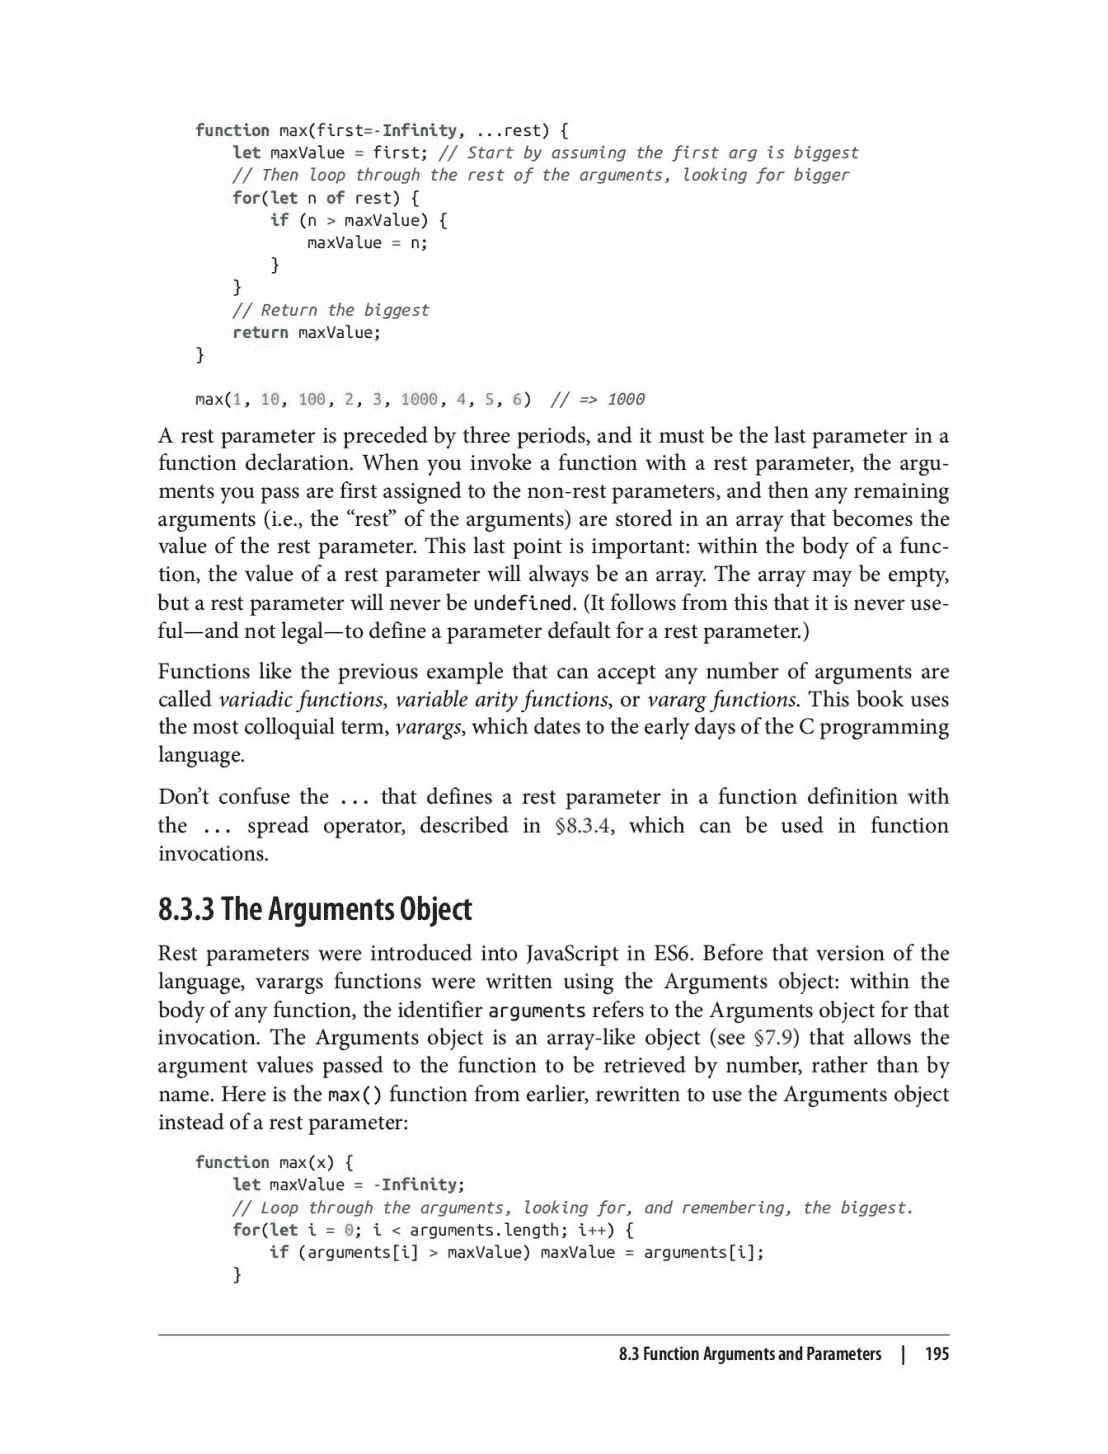 function max(first=-Infinity, ...rest) {
    let maxValue = first; // Start by assuming the first arg is biggest
    // Then loop through the rest of the arguments, looking for bigger
    for(let n of rest) {
        if (n > maxValue) {
            maxValue = n;
        }
    }
    // Return the biggest
    return maxValue;
}
max(1, 10, 100, 2, 3, 1000, 4, 5, 6)  // => 1000
A rest parameter is preceded by three periods, and it must be the last parameter in a
function declaration. When you invoke a function with a rest parameter, the argu-
ments you pass are first assigned to the non-rest parameters, and then any remaining
arguments (i.e., the “rest” of the arguments) are stored in an array that becomes the
value of the rest parameter. This last point is important: within the body of a func-
tion, the value of a rest parameter will always be an array. The array may be empty,
but a rest parameter will never be undefined. (It follows from this that it is never use-
ful—and not legal—to define a parameter default for a rest parameter.)
Functions like the previous example that can accept any number of arguments are
called variadic functions, variable arity functions, or vararg functions. This book uses
the most colloquial term, varargs, which dates to the early days of the C programming
language.
Don’t confuse the ... that defines a rest parameter in a function definition with
the ... spread operator, described in §8.3.4, which can be used in function
invocations.
8.3.3 The Arguments Object
Rest parameters were introduced into JavaScript in ES6. Before that version of the
language, varargs functions were written using the Arguments object: within the
body of any function, the identifier arguments refers to the Arguments object for that
invocation. The Arguments object is an array-like object (see §7.9) that allows the
argument values passed to the function to be retrieved by number, rather than by
name. Here is the max() function from earlier, rewritten to use the Arguments object
instead of a rest parameter:
function max(x) {
    let maxValue = -Infinity;
    // Loop through the arguments, looking for, and remembering, the biggest.
    for(let i = 0; i < arguments.length; i++) {
        if (arguments[i] > maxValue) maxValue = arguments[i];
    }
8.3 Function Arguments and Parameters | 195